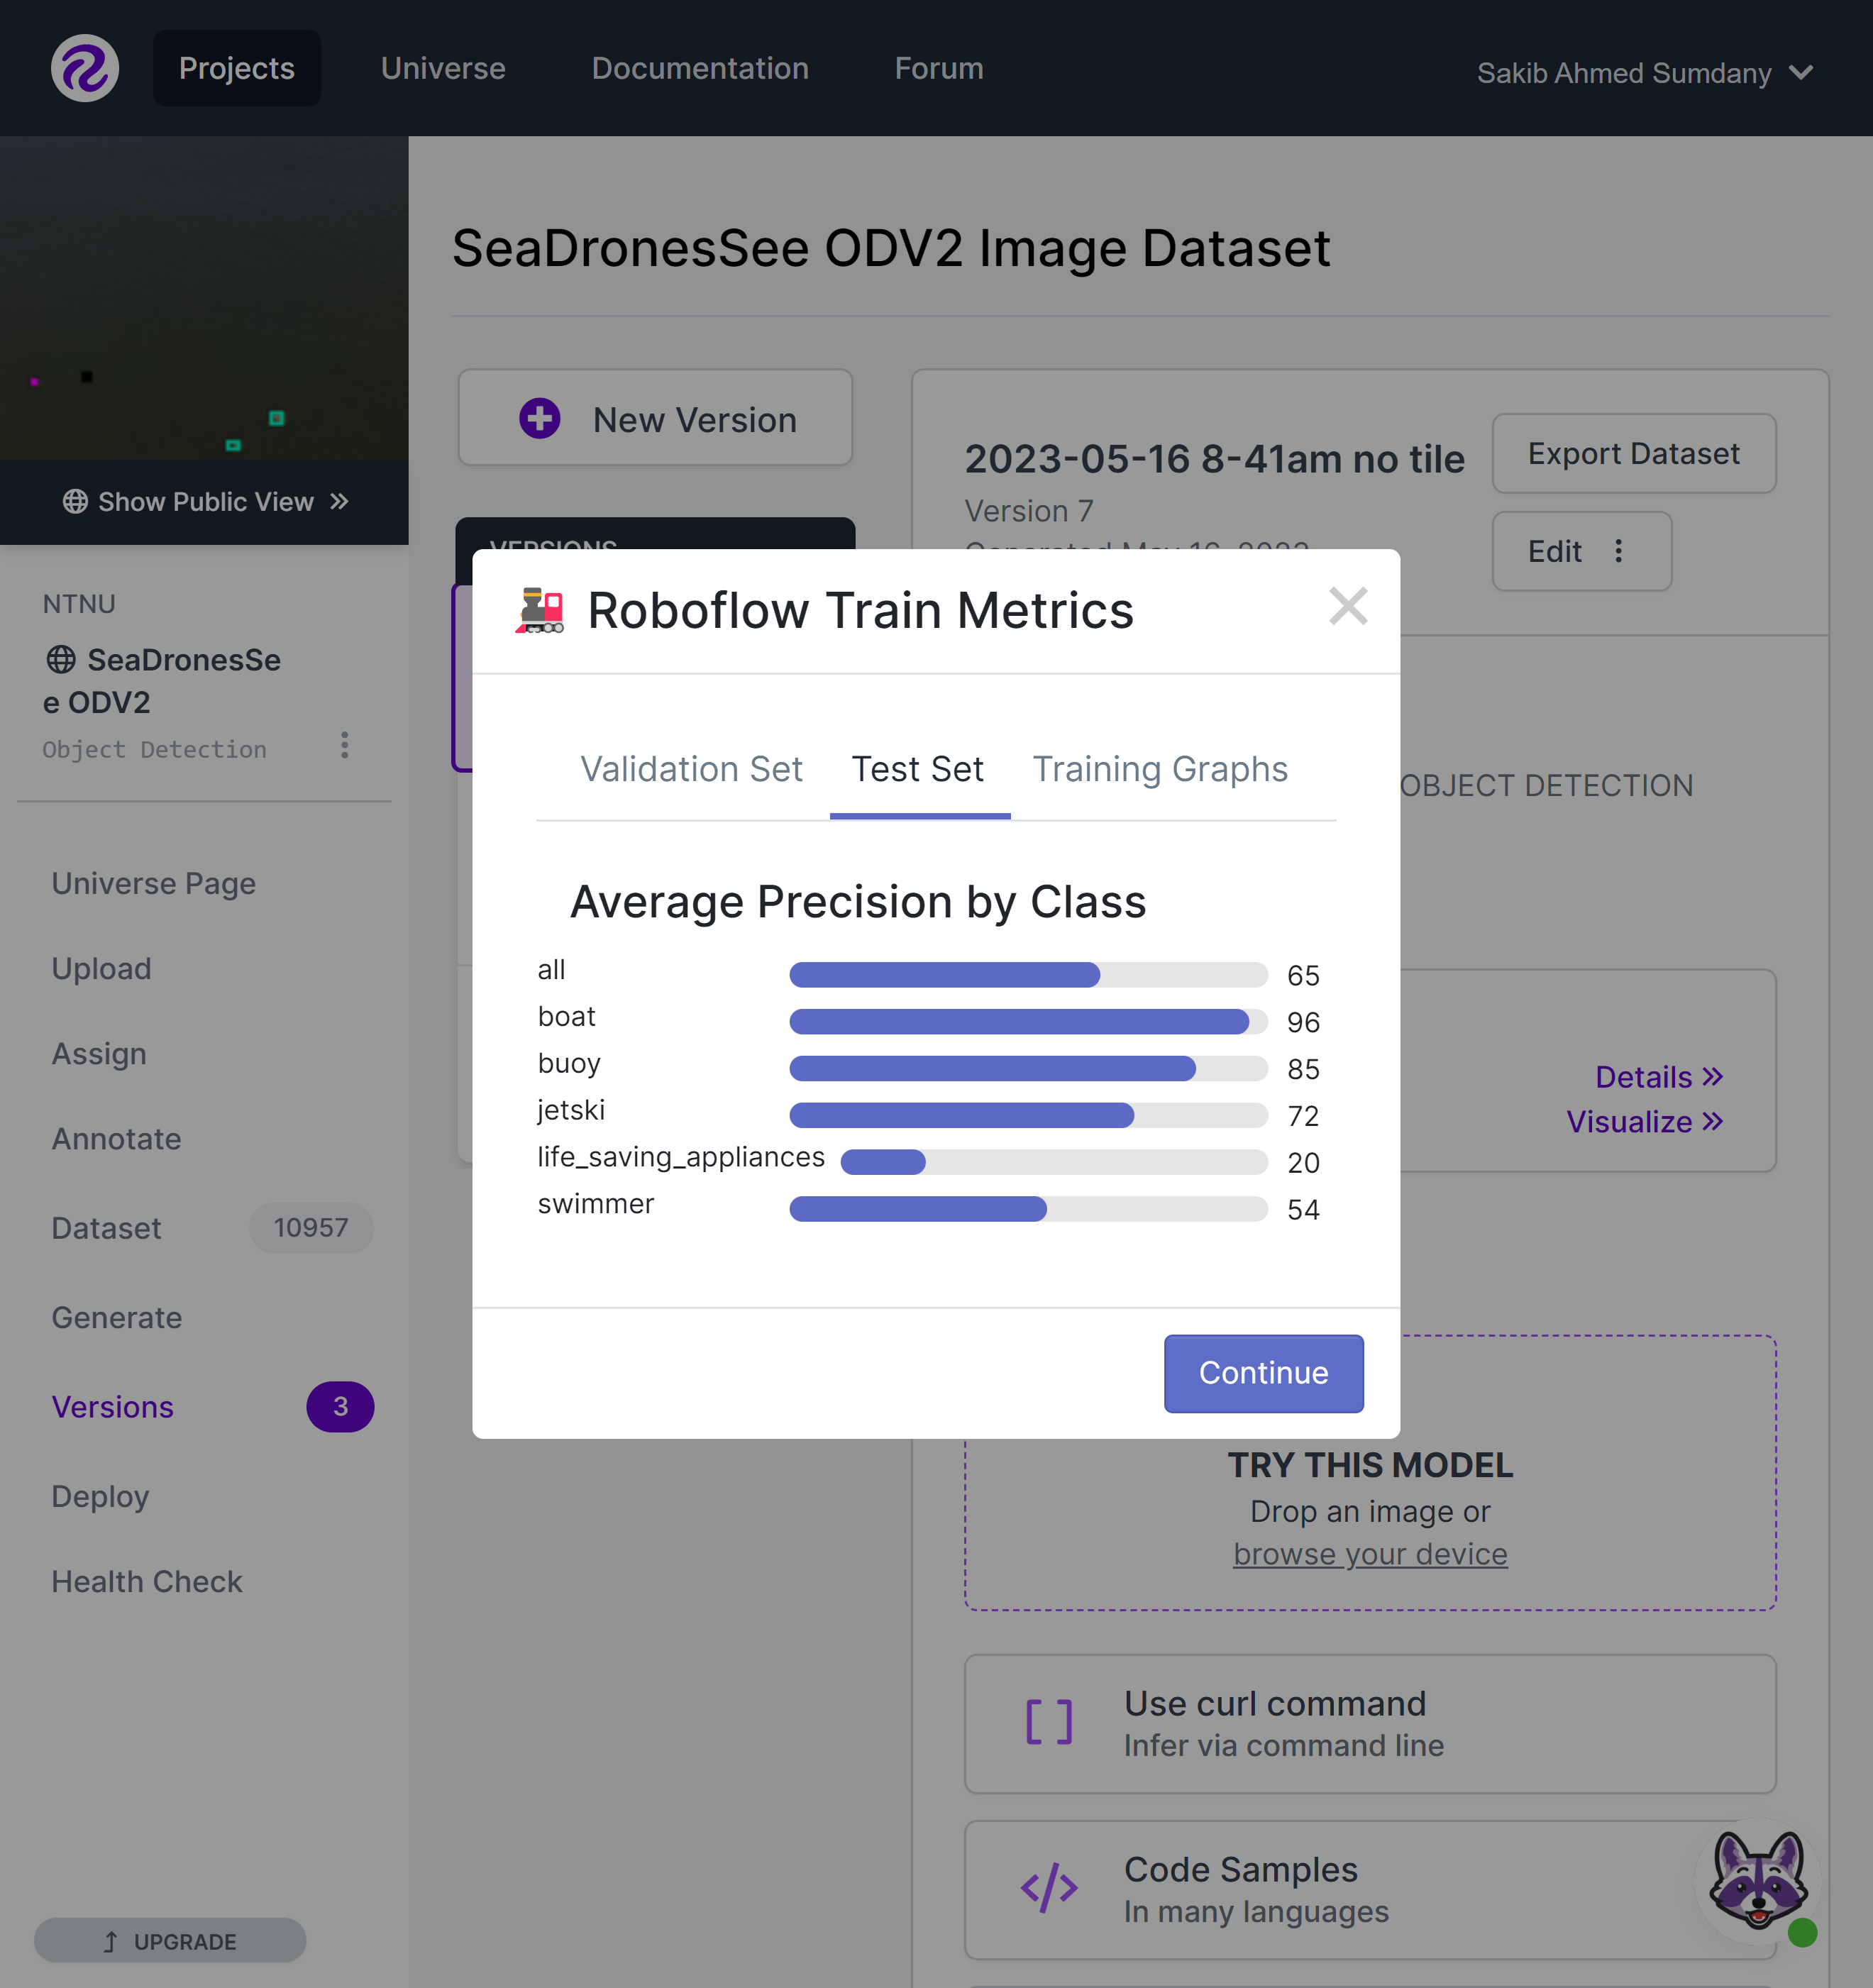 Projects
Universe
Documentation
Forum
Sakib Ahmed Sumdany
Show Public View
NTNU
SeaDronesSe
e ODV2
Object Detection
Universe Page
Upload
Assign
Annotate
Dataset 10957
Generate
Versions 3
Deploy
Health Check
UPGRADE
SeaDronesSee ODV2 Image Dataset
New Version
VERSIONS
2023-05-16 8-41am no tile
Version 7
Generated May 16, 2023
Export Dataset
Edit
Roboflow Train Metrics
Validation Set
Test Set
Training Graphs
Average Precision by Class
all 65
boat 96
buoy 85
jetski 72
life_saving_appliances 20
swimmer 54
Continue
OBJECT DETECTION
Details
Visualize
TRY THIS MODEL
Drop an image or
browse your device
Use curl command
Infer via command line
Code Samples
In many languages